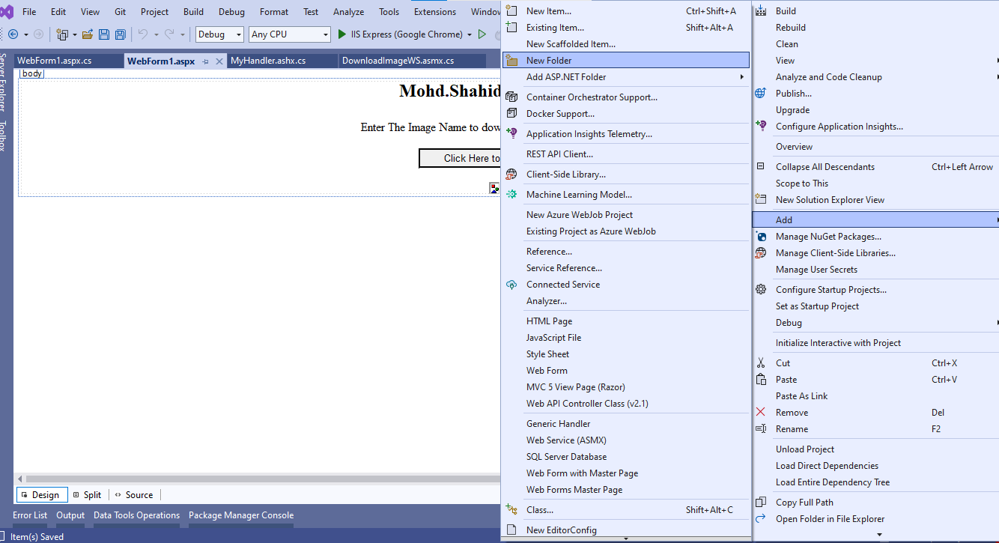 File Edit View Git Project Build Debug Format Test Analyze Tools Extensions Window
Debug Any CPU IIS Express (Google Chrome)
WebForm1.aspx.cs WebForm1.aspx MyHandler.ashx.cs DownloadImageWS.asmx.cs
Server Explorer
Toolbox
body
Mohd.Shahid
Enter The Image Name to dow
Click Here to
Design Split Source
Error List Output Data Tools Operations Package Manager Console
Item(s) Saved
New Item... Ctrl+Shift+A
Existing Item... Shift+Alt+A
New Scaffolded Item...
New Folder
Add ASP.NET Folder
Container Orchestrator Support...
Docker Support...
Application Insights Telemetry...
REST API Client...
Client-Side Library...
Machine Learning Model...
New Azure WebJob Project
Existing Project as Azure WebJob
Reference...
Service Reference...
Connected Service
Analyzer...
HTML Page
JavaScript File
Style Sheet
Web Form
MVC 5 View Page (Razor)
Web API Controller Class (v2.1)
Generic Handler
Web Service (ASMX)
SQL Server Database
Web Form with Master Page
Web Forms Master Page
Class... Shift+Alt+C
New EditorConfig
Build
Rebuild
Clean
View
Analyze and Code Cleanup
Publish...
Upgrade
Configure Application Insights...
Overview
Collapse All Descendants Ctrl+Left Arrow
Scope to This
New Solution Explorer View
Add
Manage NuGet Packages...
Manage Client-Side Libraries...
Manage User Secrets
Configure Startup Projects...
Set as Startup Project
Debug
Initialize Interactive with Project
Cut Ctrl+X
Paste Ctrl+V
Paste As Link
Remove Del
Rename F2
Unload Project
Load Direct Dependencies
Load Entire Dependency Tree
Copy Full Path
Open Folder in File Explorer